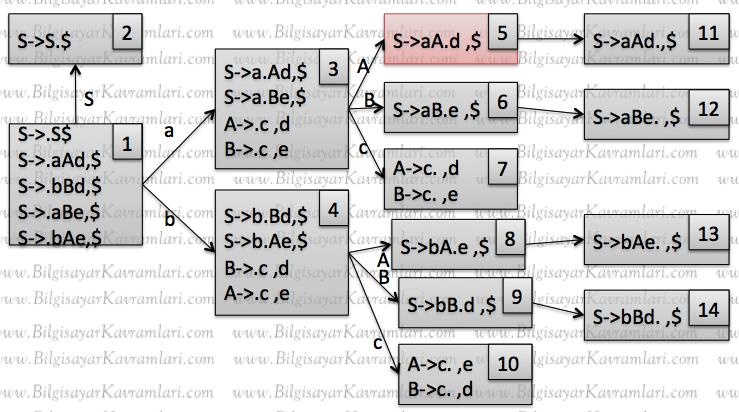 S->S.$
2
S
S->.S$
S->.aAd,$
S->.bBd,$
S->.aBe,$
S->.bAe,$
1
a
b
S->a.Ad,$
S->a.Be,$
A->.c ,d
B->.c ,e
3
S->b.Bd,$
S->b.Ae,$
B->.c ,d
A->.c ,e
4
A
B
c
A
B
c
S->aA.d ,$
5
S->aB.e ,$
6
A->c. ,d
B->c. ,e
7
S->bA.e ,$
8
S->bB.d ,$
9
A->c. ,e
B->c. ,d
10
S->aAd.,$
11
S->aBe. ,$
12
S->bAe. ,$
13
S->bBd. ,$
14
www.BilgisayarKavramlari.com